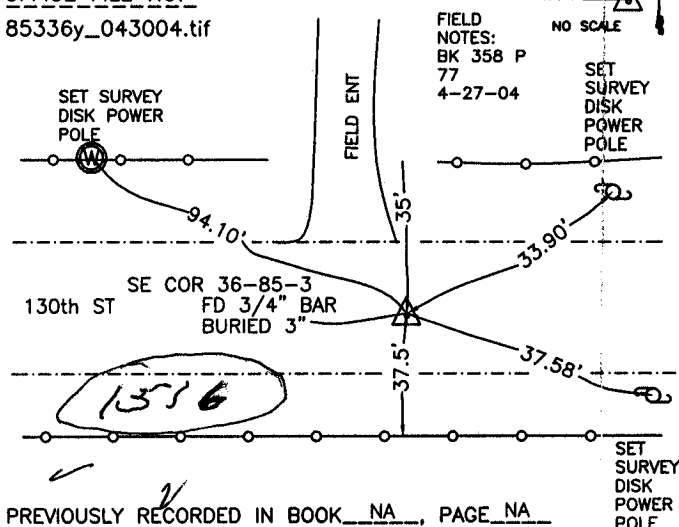 85336y_043004.tif
FIELD
NOTES:
BK 358 P
77
4-27-04
NO SCALE
SET SURVEY
DISK POWER
POLE
FIELD ENT
SET
SURVEY
DISK
POWER
POLE
W
94.10'
35'
33.90'
130th ST
SE COR 36-85-3
FD 3/4" BAR
BURIED 3"
37.5'
37.58'
SET
SURVEY
DISK
POWER
POLE
PREVIOUSLY RECORDED IN BOOK NA, PAGE NA